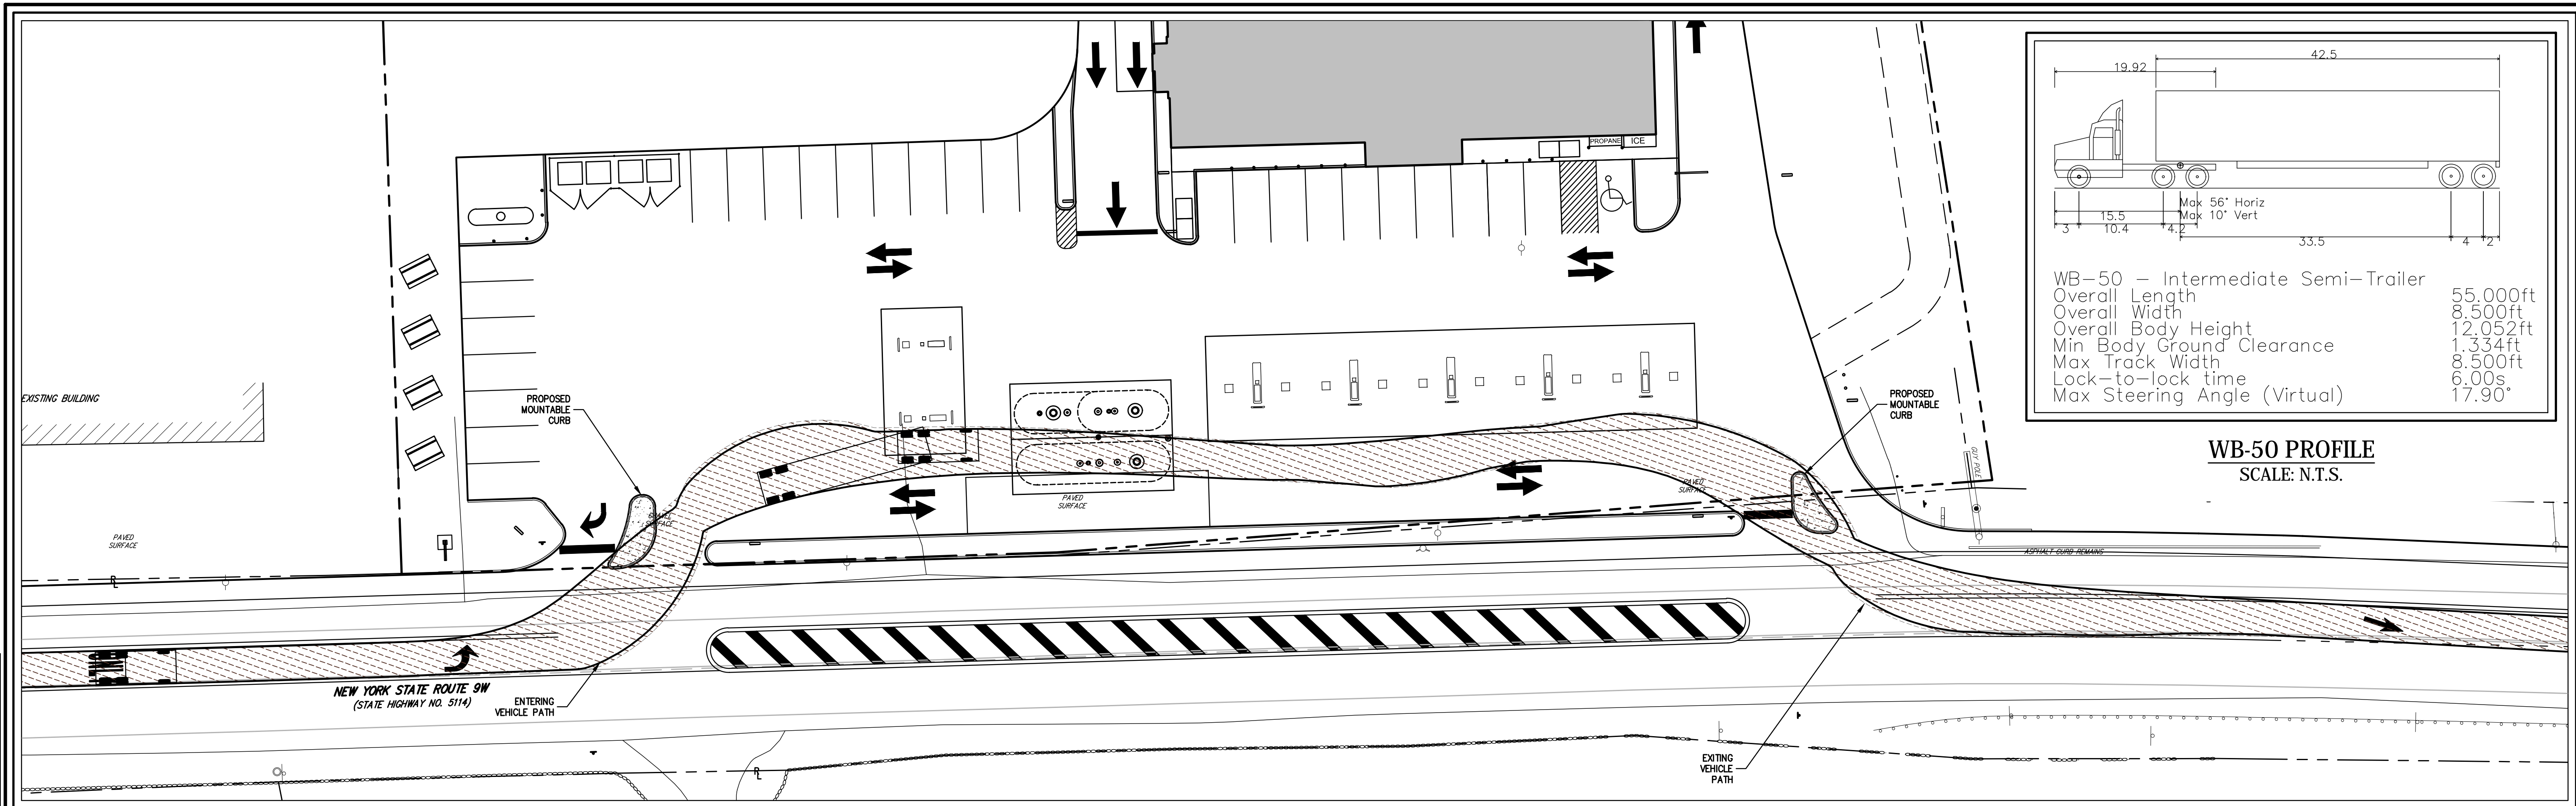 42.5
19.92
Max 56° Horiz
Max 10° Vert
15.5
3
10.4
4.2
33.5
4
2
WB-50 - Intermediate Semi-Trailer
Overall Length 55.000ft
Overall Width 8.500ft
Overall Body Height 12.052ft
Min Body Ground Clearance 1.334ft
Max Track Width 8.500ft
Lock-to-lock time 6.00s
Max Steering Angle (Virtual) 17.90°
WB-50 PROFILE
SCALE: N.T.S.
PROPANE
ICE
EXISTING BUILDING
PROPOSED
MOUNTABLE
CURB
PROPOSED
MOUNTABLE
CURB
GUY POLE
PAVED
SURFACE
PAVED
SURFACE
PAVED
SURFACE
SURFACE
ASPHALT CURB REMAINS
PL
NEW YORK STATE ROUTE 9W
(STATE HIGHWAY NO. 5114)
ENTERING
VEHICLE PATH
EXITING
VEHICLE
PATH
PL